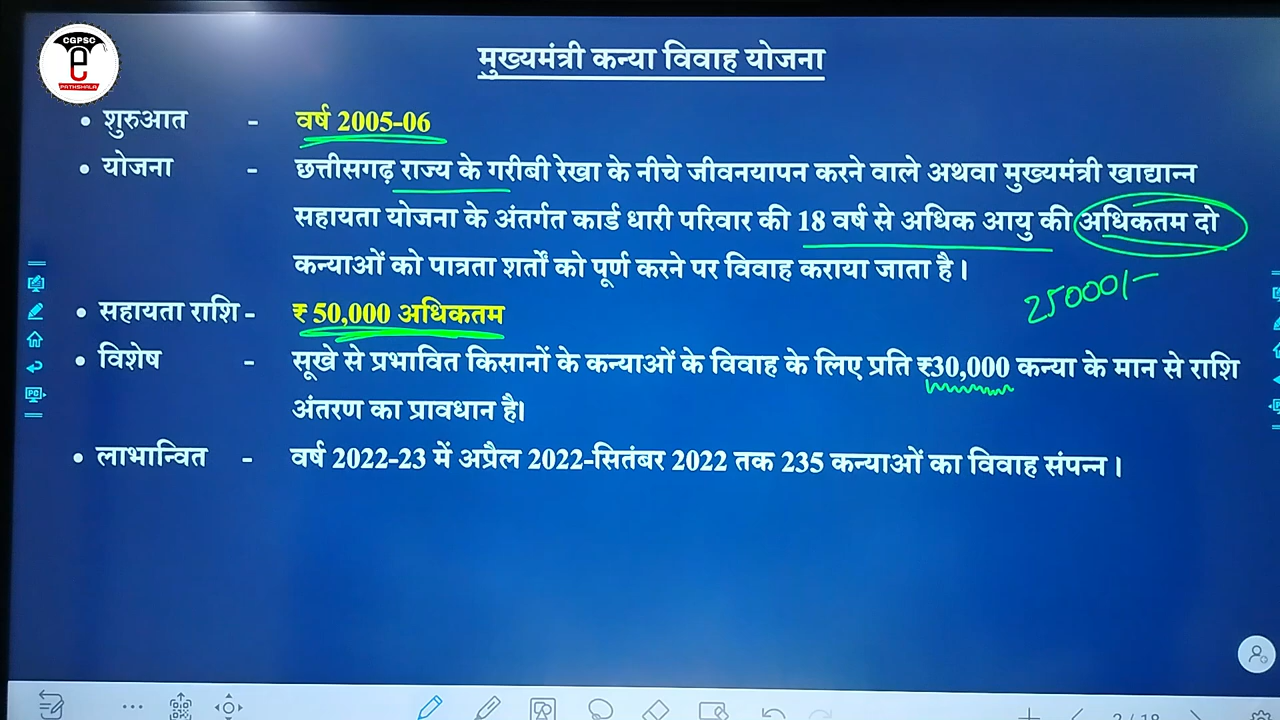 CGPSC
e
PATHSHALA
मुख्यमंत्री कन्या विवाह योजना
• शुरुआत - वर्ष 2005-06
• योजना - छत्तीसगढ़ राज्य के गरीबी रेखा के नीचे जीवनयापन करने वाले अथवा मुख्यमंत्री खाद्यान्न
सहायता योजना के अंतर्गत कार्ड धारी परिवार की 18 वर्ष से अधिक आयु की अधिकतम दो
कन्याओं को पात्रता शर्तों को पूर्ण करने पर विवाह कराया जाता है।
25000/-
• सहायता राशि - ₹ 50,000 अधिकतम
• विशेष - सूखे से प्रभावित किसानों के कन्याओं के विवाह के लिए प्रति ₹30,000 कन्या के मान से राशि
अंतरण का प्रावधान है।
• लाभान्वित - वर्ष 2022-23 में अप्रैल 2022-सितंबर 2022 तक 235 कन्याओं का विवाह संपन्न।
PC